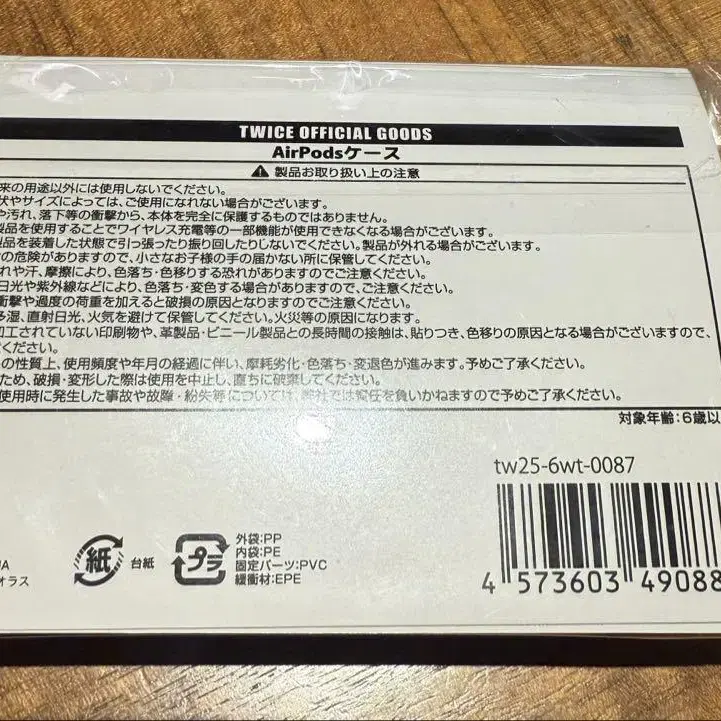 TWICE OFFICIAL GOODS
AirPodsケース
⚠ 製品お取り扱い上の注意
来の用途以外には使用しないでください。
状やサイズによっては、ご使用になれない場合がございます。
や汚れ、落下等の衝撃から、本体を完全に保護するものではありません。
製品を使用することでワイヤレス充電等の一部機能が使用できなくなる場合がございます。
製品を装着した状態で引っ張ったり振り回したりしないでください。製品が外れる場合がございます。
の危険がありますので、小さなお子様の手の届かない所に保管してください。
れや汗、摩擦により、色落ち・色移りする恐れがありますのでご注意ください。
日光や紫外線などにより、色落ち・変色する場合がありますので、ご注意ください。
衝撃や過度の荷重を加えると破損の原因となりますのでご注意ください。
多湿、直射日光、火気を避けて保管してください。火災等の原因になります。
加工されていない印刷物や、革製品・ビニール製品との長時間の接触は、貼りつき、色移りの原因となる場合がございますので、
ください。
の性質上、使用頻度や年月の経過に伴い、摩耗劣化・色落ち・変退色が進みます。予めご了承ください。
ため、破損・変形した際は使用を中止し、直ちに破棄してください。
使用時に発生した事故や故障・紛失等については、弊社では責任を負いかねますので予めご了承ください。
対象年齢:6歳以
tw25-6wt-0087
4 573603 49088
紙 台紙
プラ
外袋:PP
内袋:PE
固定パーツ:PVC
緩衝材:EPE
オラス